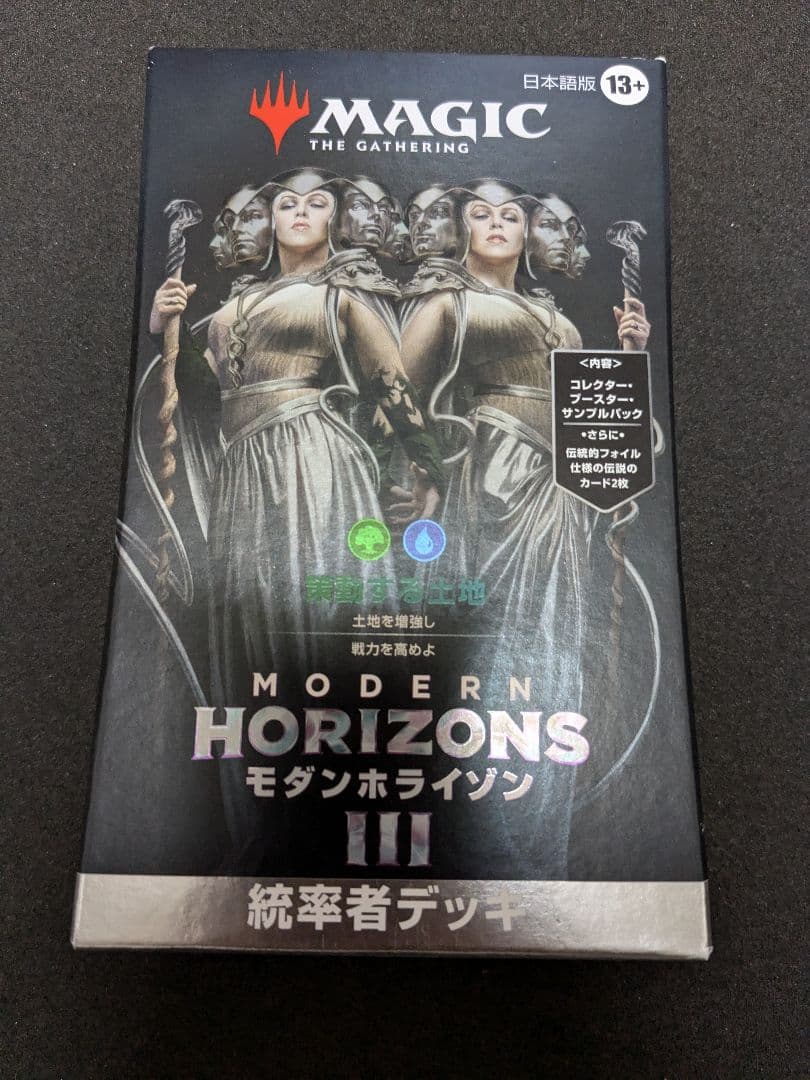 日本語版 13+
MAGIC
THE GATHERING
<内容>
コレクター・
ブースター・
サンプルパック
•さらに•
伝統的フォイル
仕様の伝説の
カード2枚
策動する土地
土地を増強し
戦力を高めよ
MODERN
HORIZONS
モダンホライゾン
III
統率者デッキ